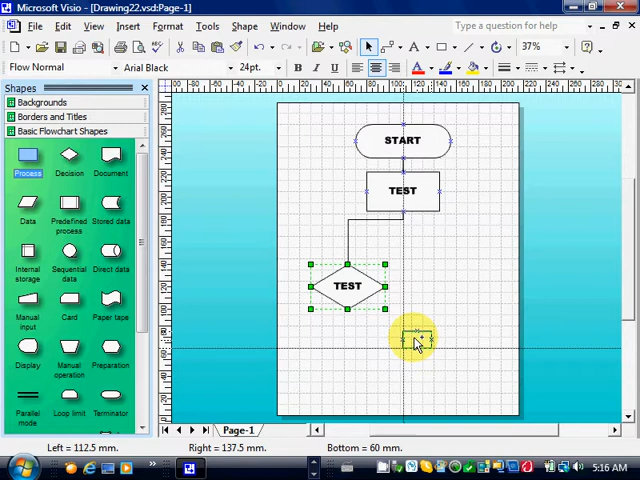 Microsoft Visio - [Drawing22.vsd:Page-1]
File Edit View Insert Format Tools Shape Window Help
Type a question for help
37%
Flow Normal Arial Black 24pt. B I U
Shapes
Backgrounds
Borders and Titles
Basic Flowchart Shapes
Process Decision Document
Data Predefined process Stored data
Internal storage Sequential data Direct data
Manual input Card Paper tape
Display Manual operation Preparation
Parallel mode Loop limit Terminator
START
TEST
TEST
Page-1
Left = 112.5 mm. Right = 137.5 mm. Bottom = 60 mm.
5:16 AM